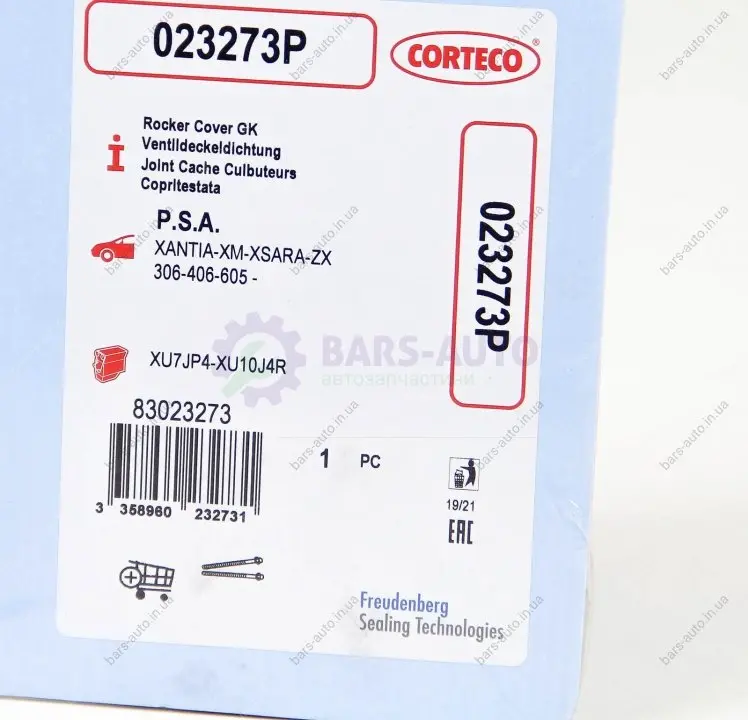 023273P
CORTECO®
Rocker Cover GK
Ventildeckeldichtung
Joint Cache Culbuteurs
Copritestata
P.S.A.
XANTIA-XM-XSARA-ZX
306-406-605 -
023273P
BARS-AUTO
автозапчастини
XU7JP4-XU10J4R
83023273
3 358960 232731
1 PC
19/21
EAC
Freudenberg
Sealing Technologies
bars-auto.in.ua